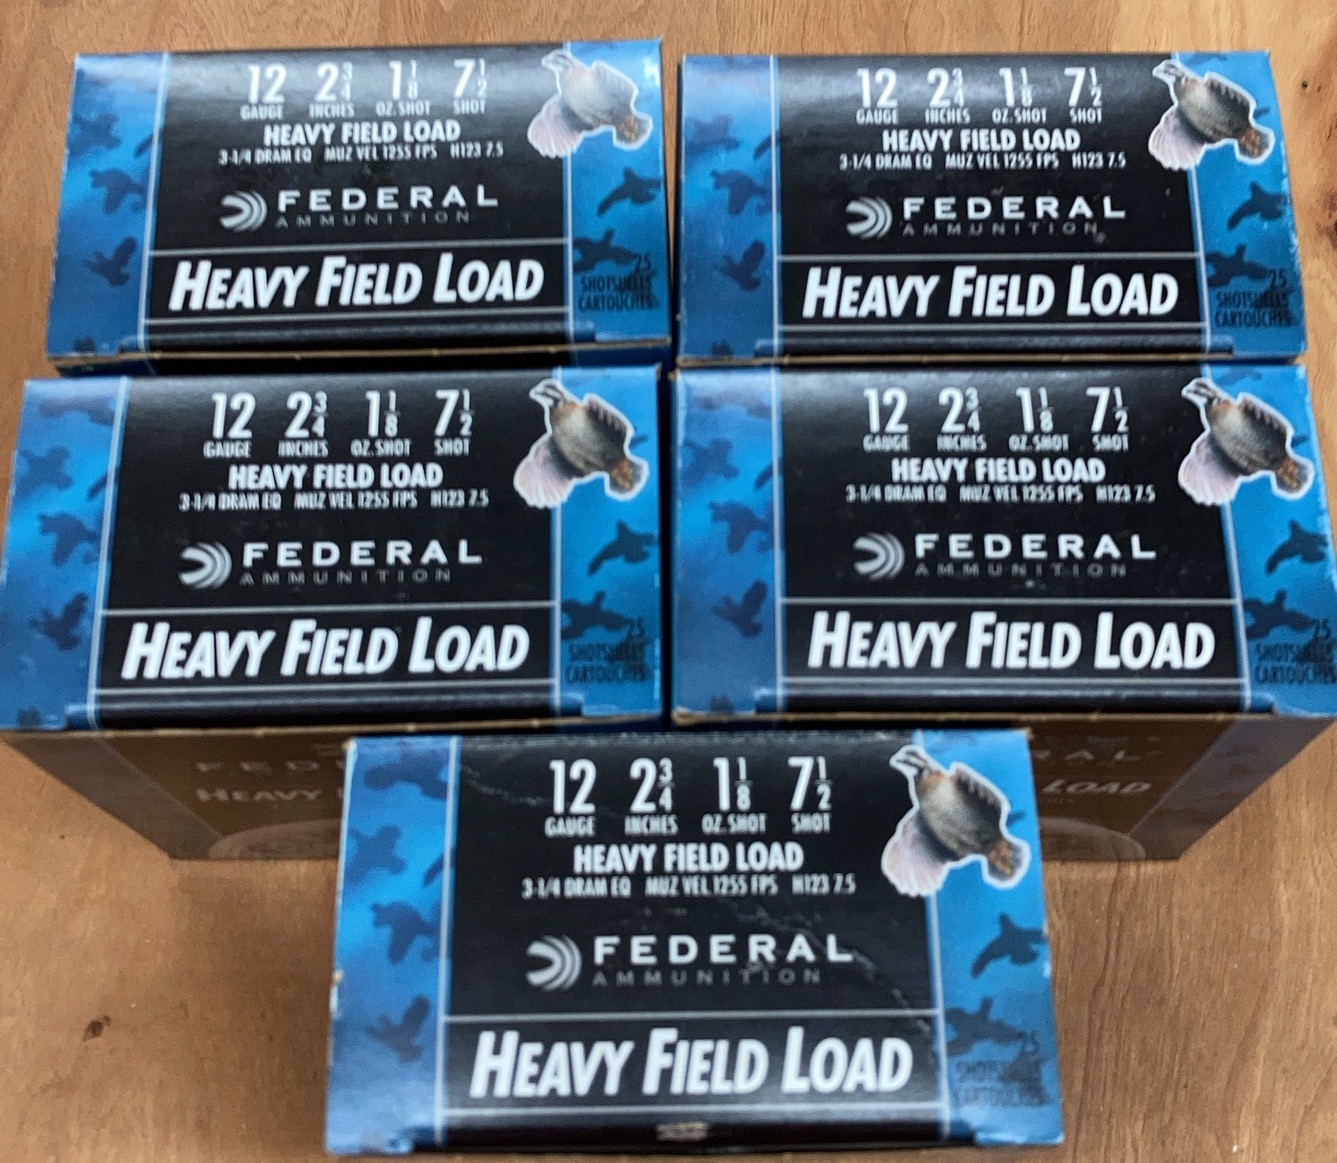 12 2 3/4 1 1/8 7 1/2
GAUGE INCHES OZ. SHOT SHOT
HEAVY FIELD LOAD
3-1/4 DRAM EQ MUZ VEL 1255 FPS H123 7.5
FEDERAL
AMMUNITION
HEAVY FIELD LOAD
25
SHOTSHELLS
CARTOUCHES
12 2 3/4 1 1/8 7 1/2
GAUGE INCHES OZ. SHOT SHOT
HEAVY FIELD LOAD
3-1/4 DRAM EQ MUZ VEL 1255 FPS H123 7.5
FEDERAL
AMMUNITION
HEAVY FIELD LOAD
25
SHOTSHELLS
CARTOUCHES
12 2 3/4 1 1/8 7 1/2
GAUGE INCHES OZ. SHOT SHOT
HEAVY FIELD LOAD
3-1/4 DRAM EQ MUZ VEL 1255 FPS H123 7.5
FEDERAL
AMMUNITION
HEAVY FIELD LOAD
25
SHOTSHELLS
CARTOUCHES
12 2 3/4 1 1/8 7 1/2
GAUGE INCHES OZ. SHOT SHOT
HEAVY FIELD LOAD
3-1/4 DRAM EQ MUZ VEL 1255 FPS H123 7.5
FEDERAL
AMMUNITION
HEAVY FIELD LOAD
25
SHOTSHELLS
CARTOUCHES
HEAVY
LOAD
12 2 3/4 1 1/8 7 1/2
GAUGE INCHES OZ. SHOT SHOT
HEAVY FIELD LOAD
3-1/4 DRAM EQ MUZ VEL 1255 FPS H123 7.5
FEDERAL
AMMUNITION
HEAVY FIELD LOAD
25
SHOTSHELLS
CARTOUCHES